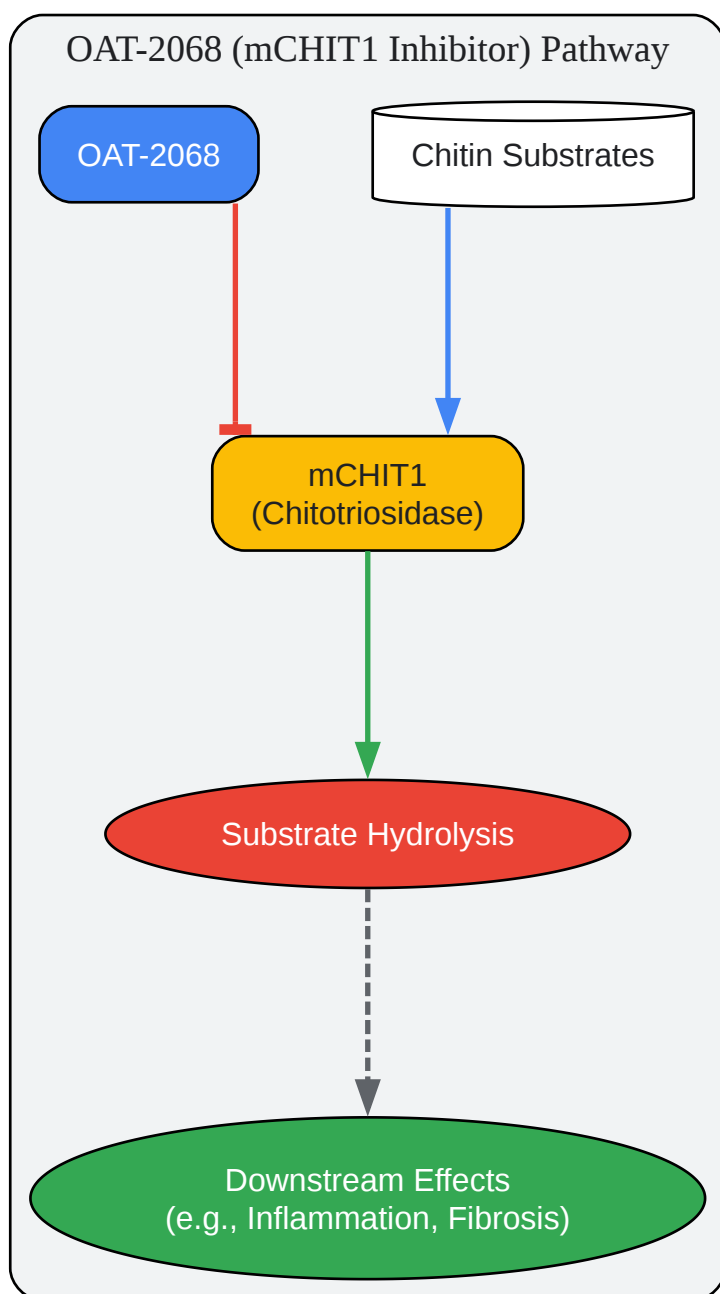 OAT-2068 (mCHIT1 Inhibitor) Pathway
OAT-2068
Chitin Substrates
mCHIT1
(Chitotriosidase)
Substrate Hydrolysis
Downstream Effects
(e.g., Inflammation, Fibrosis)